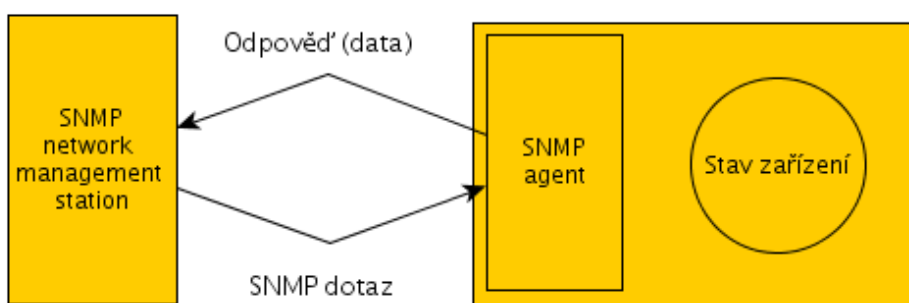 Odpověď (data)
SNMP
network
management
station
SNMP
agent
Stav zařízení
SNMP dotaz